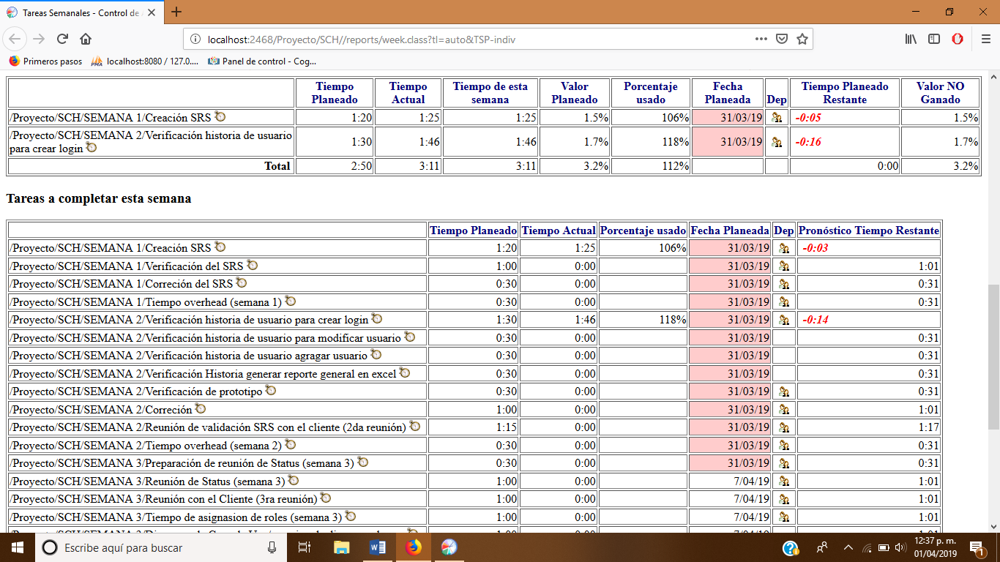 Tareas Semanales - Control de
localhost:2468/Proyecto/SCH//reports/week.class?tl=auto&TSP-indiv
Primeros pasos localhost:8080 / 127.0.... Panel de control - Cog...
Tiempo Planeado Tiempo Actual Tiempo de esta semana Valor Planeado Porcentaje usado Fecha Planeada Dep Tiempo Planeado Restante Valor NO Ganado
/Proyecto/SCH/SEMANA 1/Creación SRS 1:20 1:25 1:25 1.5% 106% 31/03/19 -0:05 1.5%
/Proyecto/SCH/SEMANA 2/Verificación historia de usuario
para crear login 1:30 1:46 1:46 1.7% 118% 31/03/19 -0:16 1.7%
Total 2:50 3:11 3:11 3.2% 112% 0:00 3.2%
Tareas a completar esta semana
Tiempo Planeado Tiempo Actual Porcentaje usado Fecha Planeada Dep Pronóstico Tiempo Restante
/Proyecto/SCH/SEMANA 1/Creación SRS 1:20 1:25 106% 31/03/19 -0:03
/Proyecto/SCH/SEMANA 1/Verificación del SRS 1:00 0:00 31/03/19 1:01
/Proyecto/SCH/SEMANA 1/Correción del SRS 0:30 0:00 31/03/19 0:31
/Proyecto/SCH/SEMANA 1/Tiempo overhead (semana 1) 0:30 0:00 31/03/19 0:31
/Proyecto/SCH/SEMANA 2/Verificación historia de usuario para crear login 1:30 1:46 118% 31/03/19 -0:14
/Proyecto/SCH/SEMANA 2/Verificación historia de usuario para modificar usuario 0:30 0:00 31/03/19 0:31
/Proyecto/SCH/SEMANA 2/Verificación historia de usuario agragar usuario 0:30 0:00 31/03/19 0:31
/Proyecto/SCH/SEMANA 2/Verificación Historia generar reporte general en excel 0:30 0:00 31/03/19 0:31
/Proyecto/SCH/SEMANA 2/Verificación de prototipo 0:30 0:00 31/03/19 0:31
/Proyecto/SCH/SEMANA 2/Correción 1:00 0:00 31/03/19 1:01
/Proyecto/SCH/SEMANA 2/Reunión de validación SRS con el cliente (2da reunión) 1:15 0:00 31/03/19 1:17
/Proyecto/SCH/SEMANA 2/Tiempo overhead (semana 2) 0:30 0:00 31/03/19 0:31
/Proyecto/SCH/SEMANA 3/Preparación de reunión de Status (semana 3) 0:30 0:00 31/03/19 0:31
/Proyecto/SCH/SEMANA 3/Reunión de Status (semana 3) 1:00 0:00 7/04/19 1:01
/Proyecto/SCH/SEMANA 3/Reunión con el Cliente (3ra reunión) 1:00 0:00 7/04/19 1:01
/Proyecto/SCH/SEMANA 3/Tiempo de asignasion de roles (semana 3) 1:00 0:00 7/04/19 1:01
Escribe aquí para buscar
12:37 p. m.
01/04/2019